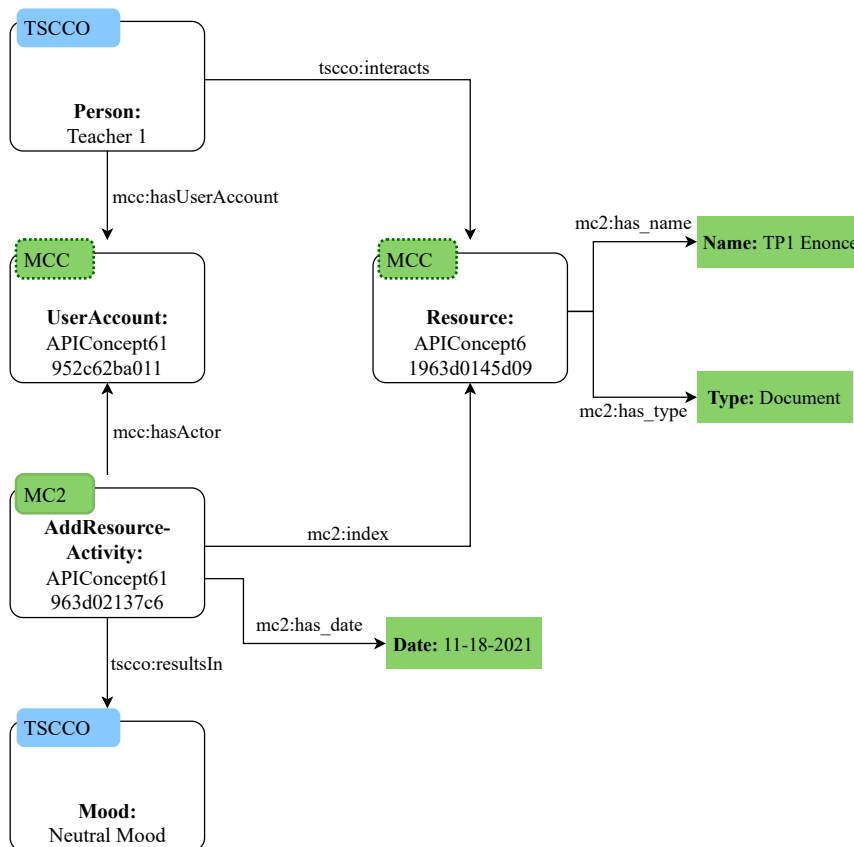 TSCCO
tscco:interacts
Person:
Teacher 1
mcc:hasUserAccount
mc2:has_name
MCC
MCC
Name: TP1 Enonce
UserAccount:
APIConcept61
952c62ba011
Resource:
APIConcept6
1963d0145d09
Type: Document
mc2:has_type
mcc:hasActor
MC2
AddResource-
Activity:
APIConcept61
963d02137c6
mc2:index
mc2:has_date
Date: 11-18-2021
tscco:resultsIn
TSCCO
Mood:
Neutral Mood